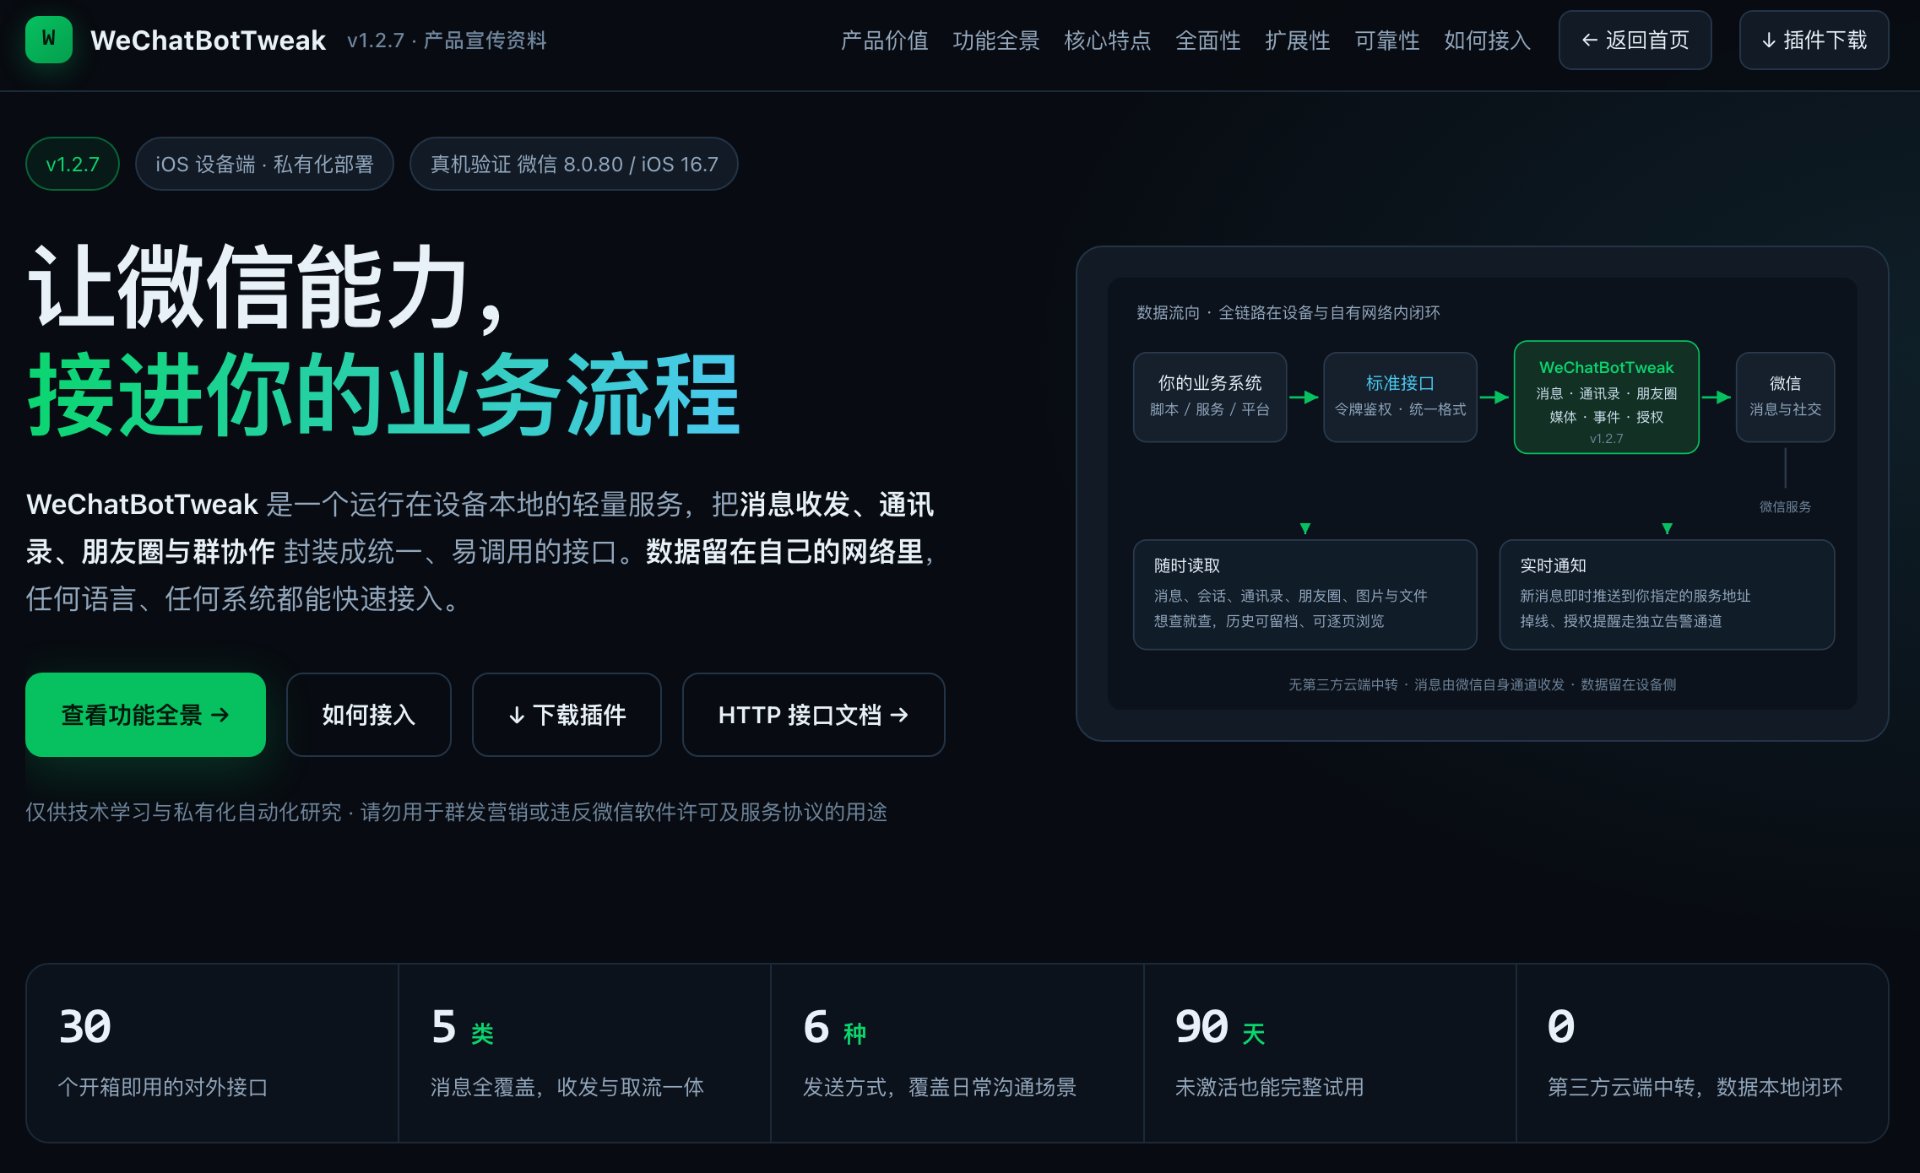 W WeChatBotTweak v1.2.7 · 产品宣传资料 产品价值 功能全景 核心特点 全面性 扩展性 可靠性 如何接入 ← 返回首页 ↓ 插件下载
v1.2.7 iOS 设备端 · 私有化部署 真机验证 微信 8.0.80 / iOS 16.7
让微信能力，
接进你的业务流程
WeChatBotTweak 是一个运行在设备本地的轻量服务，把消息收发、通讯
录、朋友圈与群协作 封装成统一、易调用的接口。数据留在自己的网络里，
任何语言、任何系统都能快速接入。
查看功能全景 → 如何接入 ↓ 下载插件 HTTP 接口文档 →
仅供技术学习与私有化自动化研究 · 请勿用于群发营销或违反微信软件许可及服务协议的用途
数据流向 · 全链路在设备与自有网络内闭环
你的业务系统
脚本 / 服务 / 平台
标准接口
令牌鉴权 · 统一格式
WeChatBotTweak
消息 · 通讯录 · 朋友圈
媒体 · 事件 · 授权
v1.2.7
微信
消息与社交
微信服务
随时读取
消息、会话、通讯录、朋友圈、图片与文件
想查就查，历史可留档、可逐页浏览
实时通知
新消息即时推送到你指定的服务地址
掉线、授权提醒走独立告警通道
无第三方云端中转 · 消息由微信自身通道收发 · 数据留在设备侧
30
个开箱即用的对外接口
5 类
消息全覆盖，收发与取流一体
6 种
发送方式，覆盖日常沟通场景
90 天
未激活也能完整试用
0
第三方云端中转，数据本地闭环